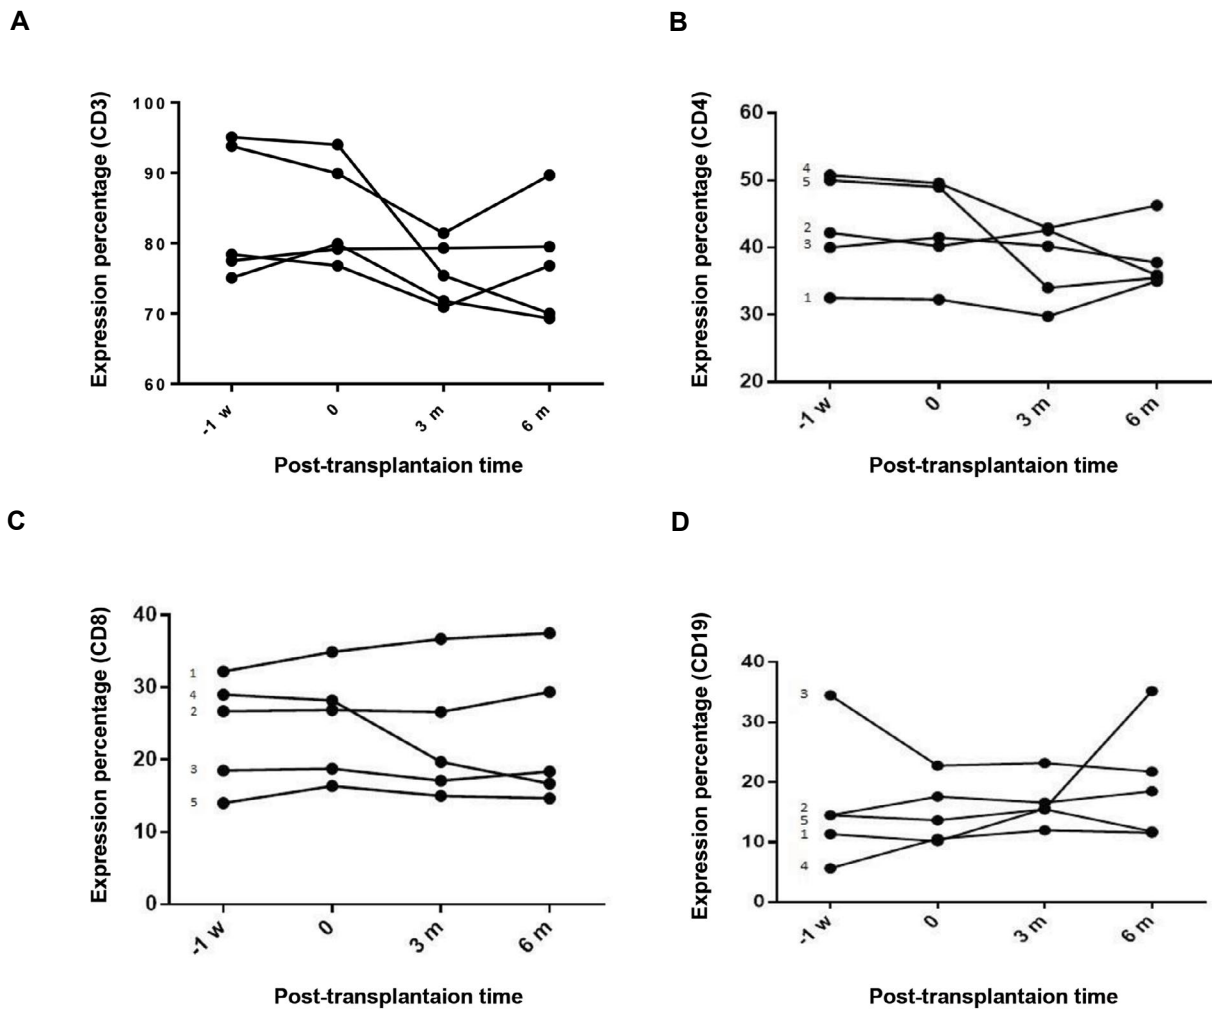 A
Expression percentage (CD3)
100
90
80
70
60
-1 w
0
3 m
6 m
Post-transplantaion time
B
Expression percentage (CD4)
60
50
40
30
20
4
5
2
3
1
-1 w
0
3 m
6 m
Post-transplantaion time
C
Expression percentage (CD8)
40
30
20
10
0
1
4
2
3
5
-1 w
0
3 m
6 m
Post-transplantaion time
D
Expression percentage (CD19)
40
30
20
10
0
3
2
5
1
4
-1 w
0
3 m
6 m
Post-transplantaion time